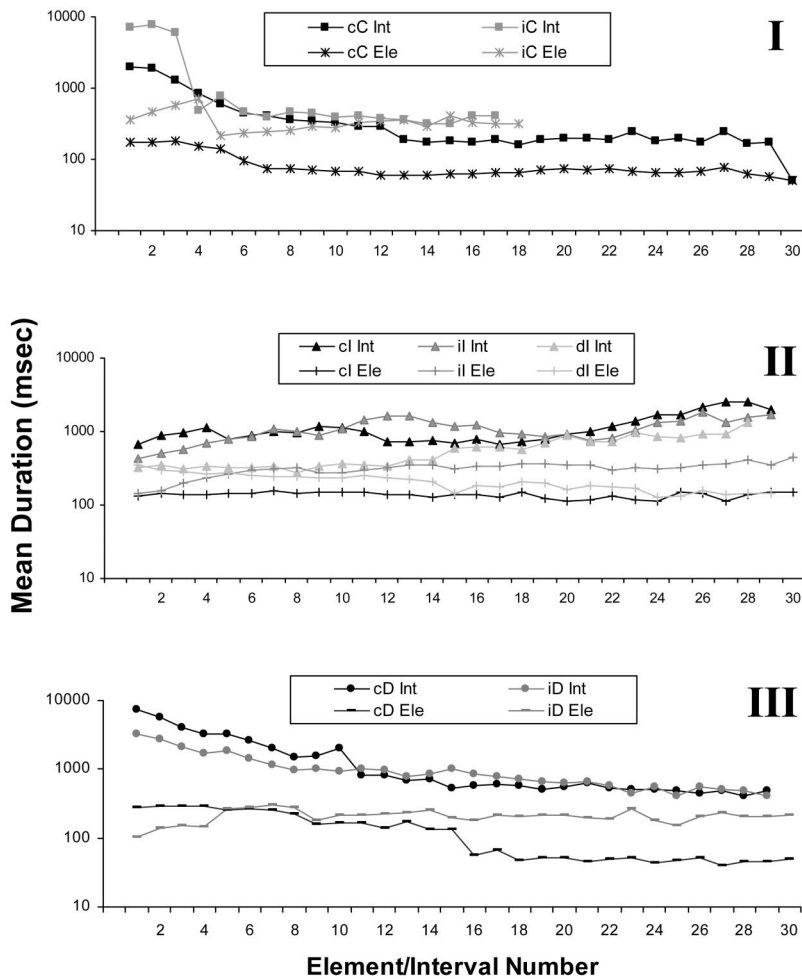 I
cC Int iC Int
cC Ele iC Ele
10000
1000
100
10
2 4 6 8 10 12 14 16 18 20 22 24 26 28 30
II
cI Int iI Int dI Int
cI Ele iI Ele dI Ele
10000
1000
100
10
2 4 6 8 10 12 14 16 18 20 22 24 26 28 30
Mean Duration (msec)
III
cD Int iD Int
cD Ele iD Ele
10000
1000
100
10
2 4 6 8 10 12 14 16 18 20 22 24 26 28 30
Element/Interval Number